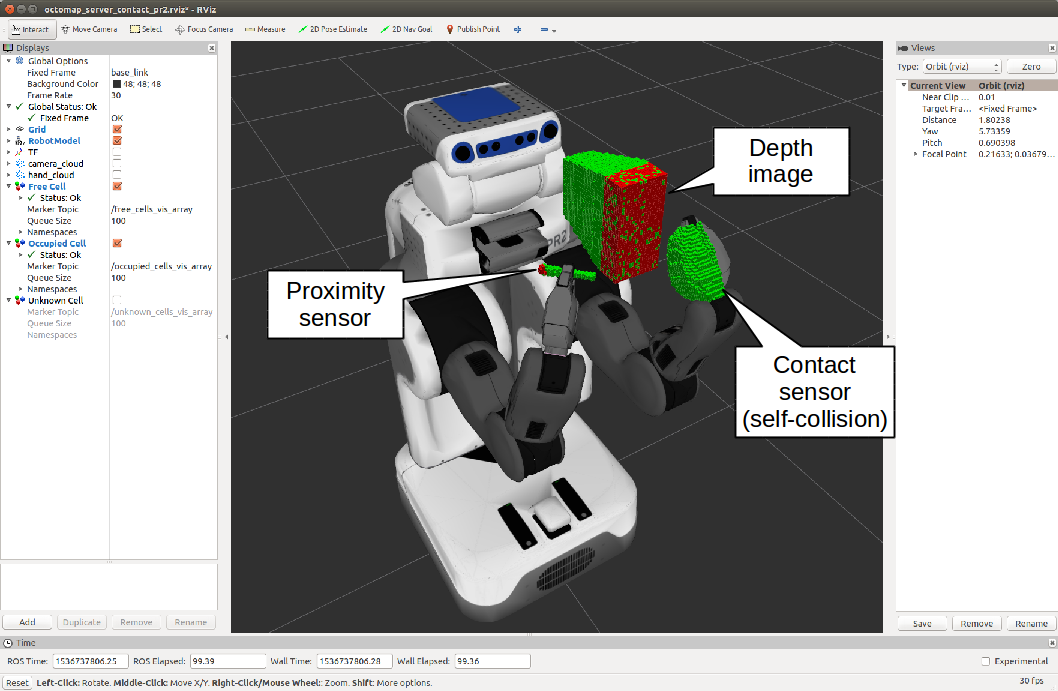 octomap_server_contact_pr2.rviz* - RViz
Interact Move Camera Select Focus Camera Measure 2D Pose Estimate 2D Nav Goal Publish Point
Displays
Global Options
Fixed Frame base_link
Background Color 48; 48; 48
Frame Rate 30
Global Status: Ok
Fixed Frame OK
Grid
RobotModel
TF
camera_cloud
hand_cloud
Free Cell
Status: Ok
Marker Topic /free_cells_vis_array
Queue Size 100
Namespaces
Occupied Cell
Status: Ok
Marker Topic /occupied_cells_vis_array
Queue Size 100
Namespaces
Unknown Cell
Marker Topic /unknown_cells_vis_array
Queue Size 100
Namespaces
Add Duplicate Remove Rename
Depth
image
PR2
Proximity
sensor
Contact
sensor
(self-collision)
Views
Type: Orbit (rviz) Zero
Current View Orbit (rviz)
Near Clip ... 0.01
Target Fra... <Fixed Frame>
Distance 1.80238
Yaw 5.73359
Pitch 0.690398
Focal Point 0.21633; 0.03679...
Save Remove Rename
Time
ROS Time: 1536737806.25 ROS Elapsed: 99.39 Wall Time: 1536737806.28 Wall Elapsed: 99.36 Experimental
Reset Left-Click: Rotate. Middle-Click: Move X/Y. Right-Click/Mouse Wheel:: Zoom. Shift: More options. 30 fps